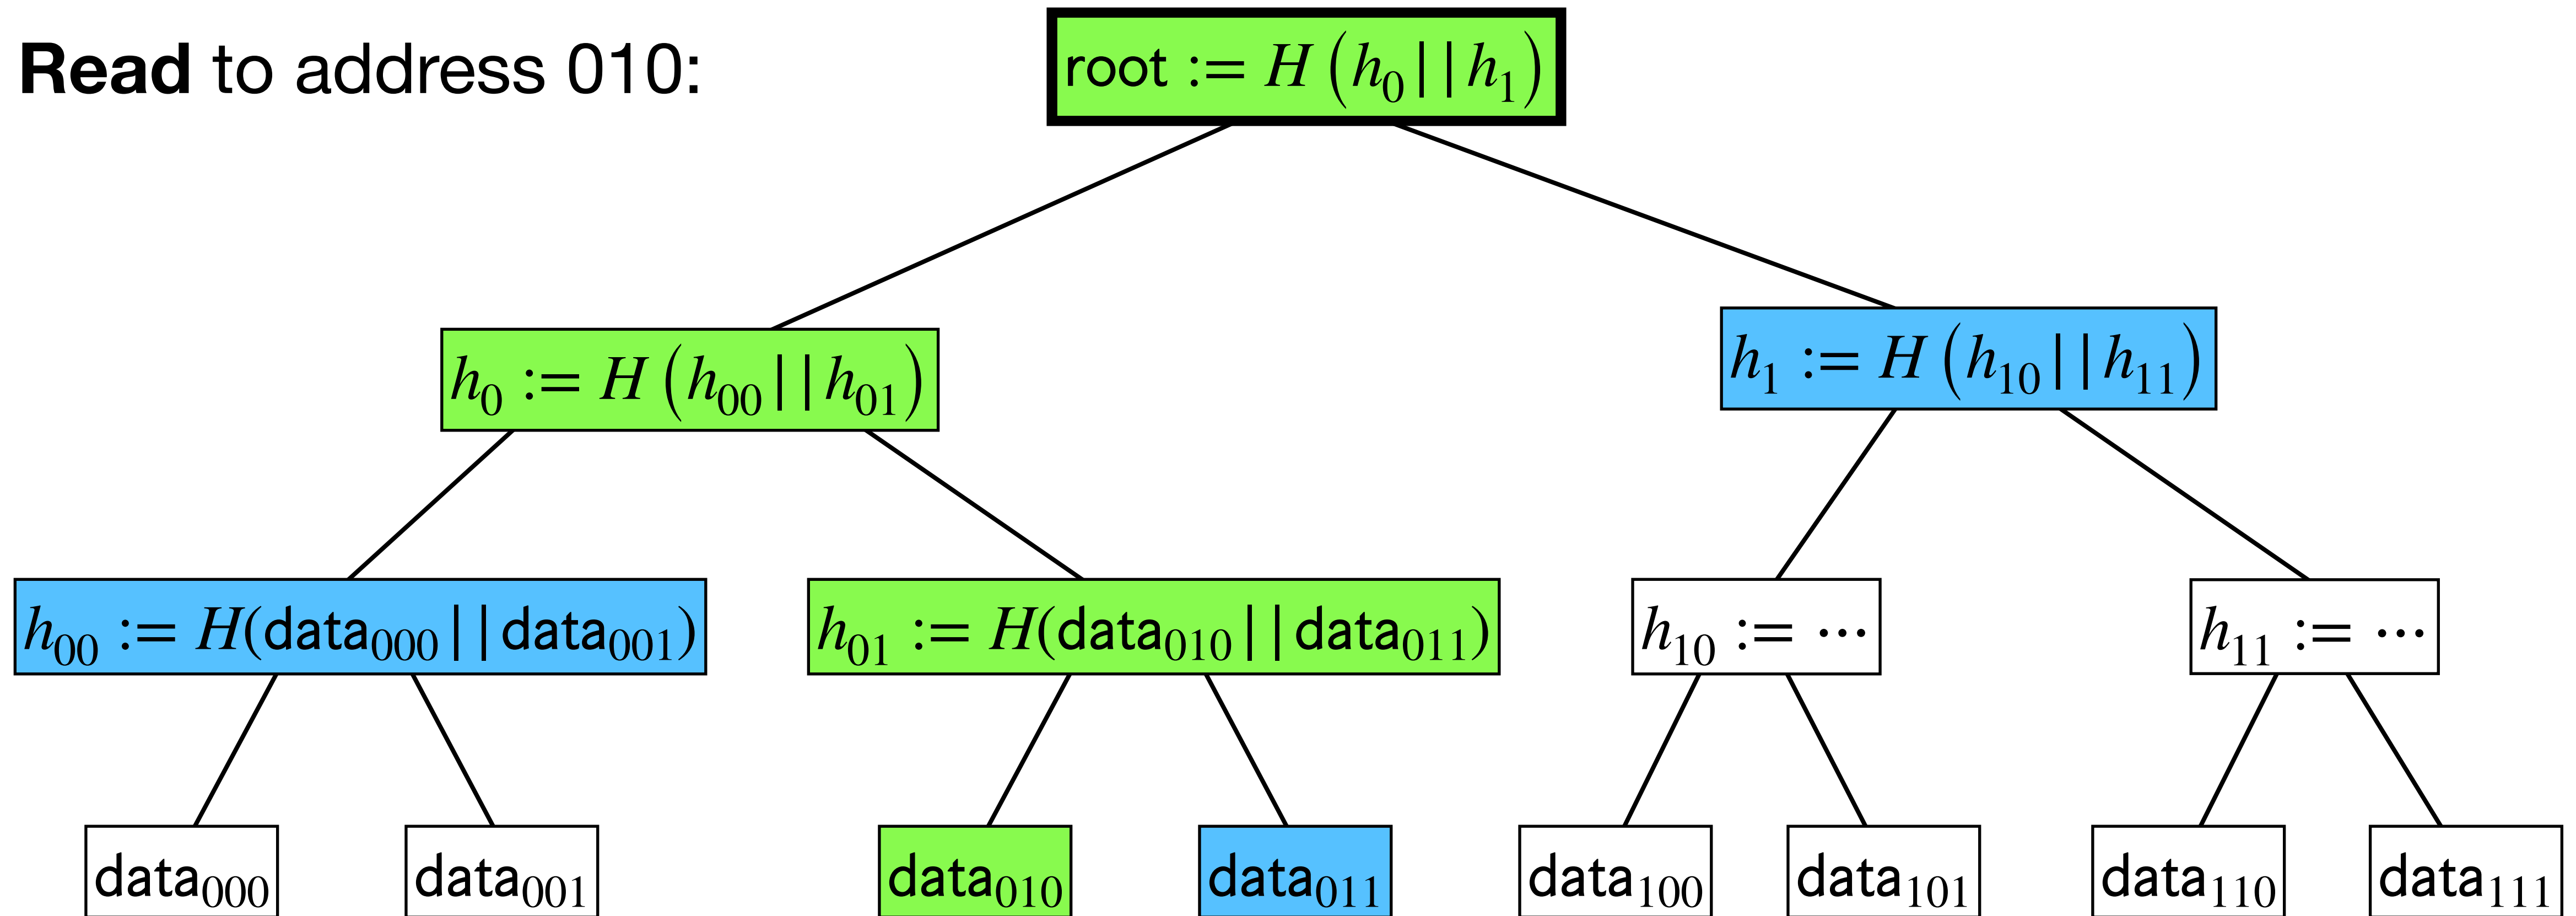 Read to address 010:
root := H (h₀ || h₁)
h₀ := H (h₀₀ || h₀₁)
h₁ := H (h₁₀ || h₁₁)
h₀₀ := H(data₀₀₀ || data₀₀₁)
h₀₁ := H(data₀₁₀ || data₀₁₁)
h₁₀ := ⋯
h₁₁ := ⋯
data₀₀₀
data₀₀₁
data₀₁₀
data₀₁₁
data₁₀₀
data₁₀₁
data₁₁₀
data₁₁₁